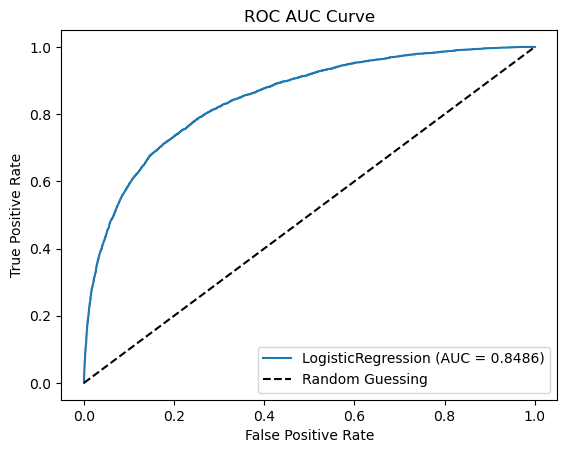 ROC AUC Curve
True Positive Rate
1.0
0.8
0.6
0.4
0.2
0.0
LogisticRegression (AUC = 0.8486)
Random Guessing
0.0 0.2 0.4 0.6 0.8 1.0
False Positive Rate